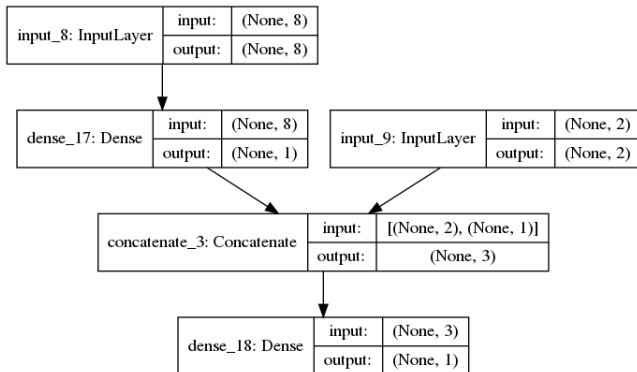 input_8: InputLayer input: (None, 8)
output: (None, 8)
dense_17: Dense input: (None, 8)
output: (None, 1)
input_9: InputLayer input: (None, 2)
output: (None, 2)
concatenate_3: Concatenate input: [(None, 2), (None, 1)]
output: (None, 3)
dense_18: Dense input: (None, 3)
output: (None, 1)